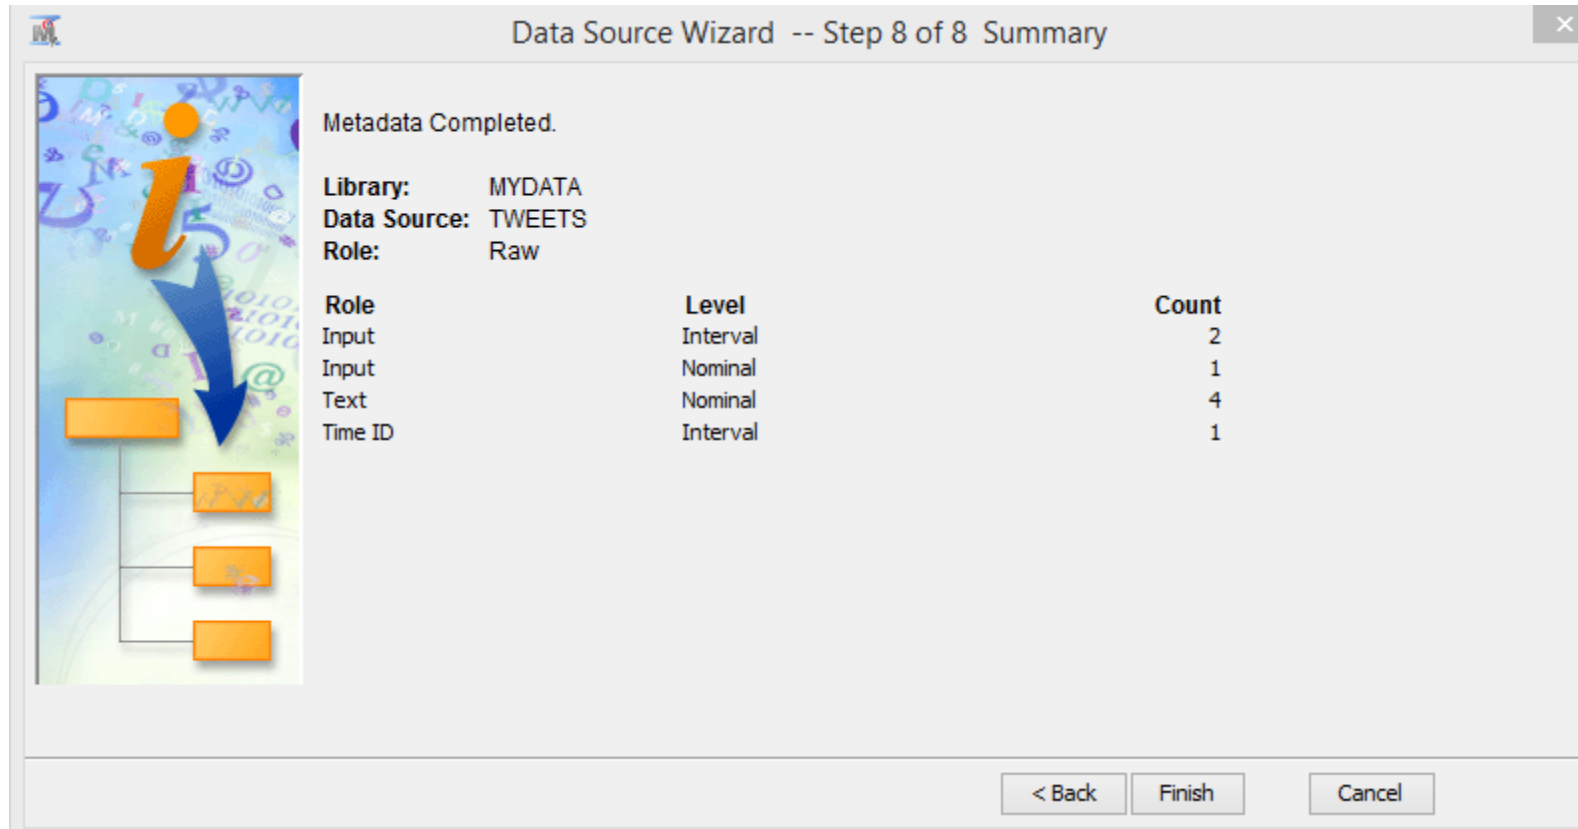 Data Source Wizard -- Step 8 of 8 Summary
Metadata Completed.
Library: MYDATA
Data Source: TWEETS
Role: Raw
Role Level Count
Input Interval 2
Input Nominal 1
Text Nominal 4
Time ID Interval 1
< Back Finish Cancel